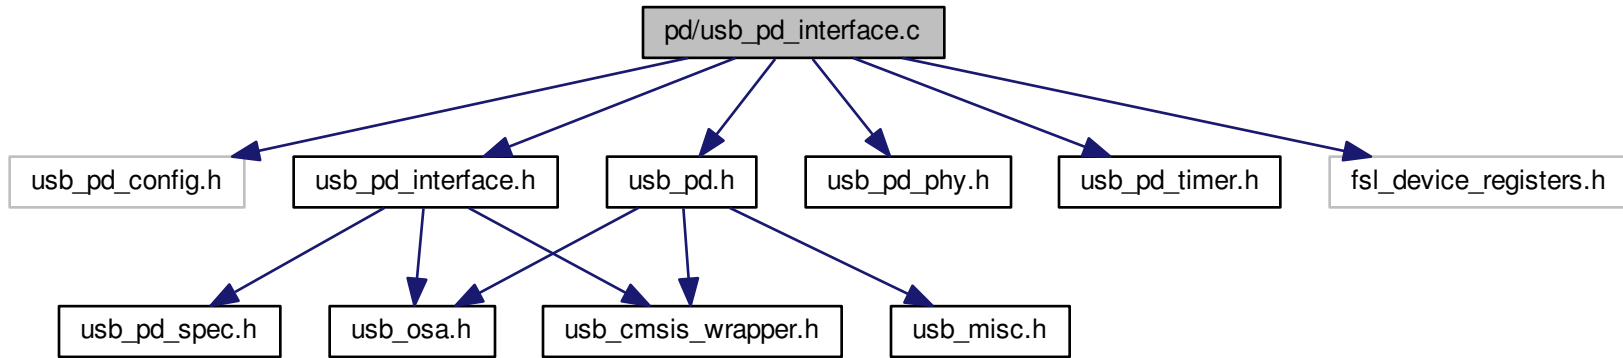 pd/usb_pd_interface.c
usb_pd_config.h
usb_pd_interface.h
usb_pd.h
usb_pd_phy.h
usb_pd_timer.h
fsl_device_registers.h
usb_pd_spec.h
usb_osa.h
usb_cmsis_wrapper.h
usb_misc.h